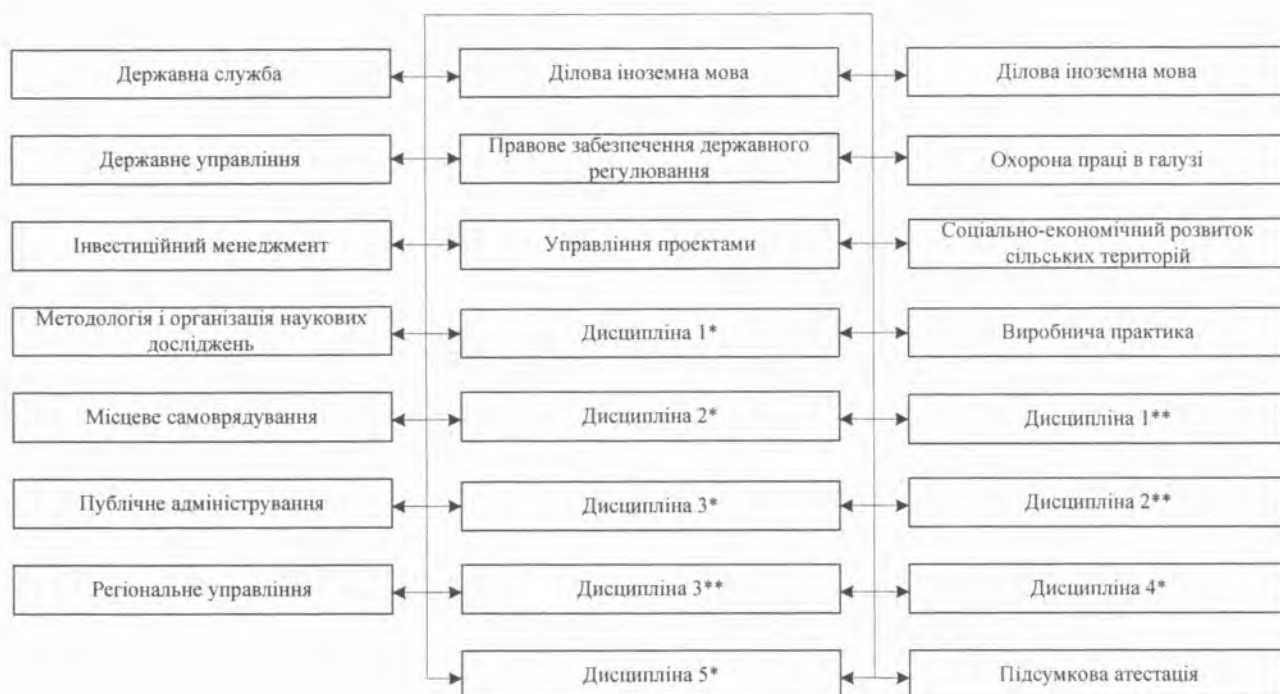 Державна служба
Ділова іноземна мова
Ділова іноземна мова
Державне управління
Правове забезпечення державного
регулювання
Охорона праці в галузі
Інвестиційний менеджмент
Управління проектами
Соціально-економічний розвиток
сільських територій
Методологія і організація наукових
досліджень
Дисципліна 1*
Виробнича практика
Місцеве самоврядування
Дисципліна 2*
Дисципліна 1**
Публічне адміністрування
Дисципліна 3*
Дисципліна 2**
Регіональне управління
Дисципліна 3**
Дисципліна 4*
Дисципліна 5*
Підсумкова атестація